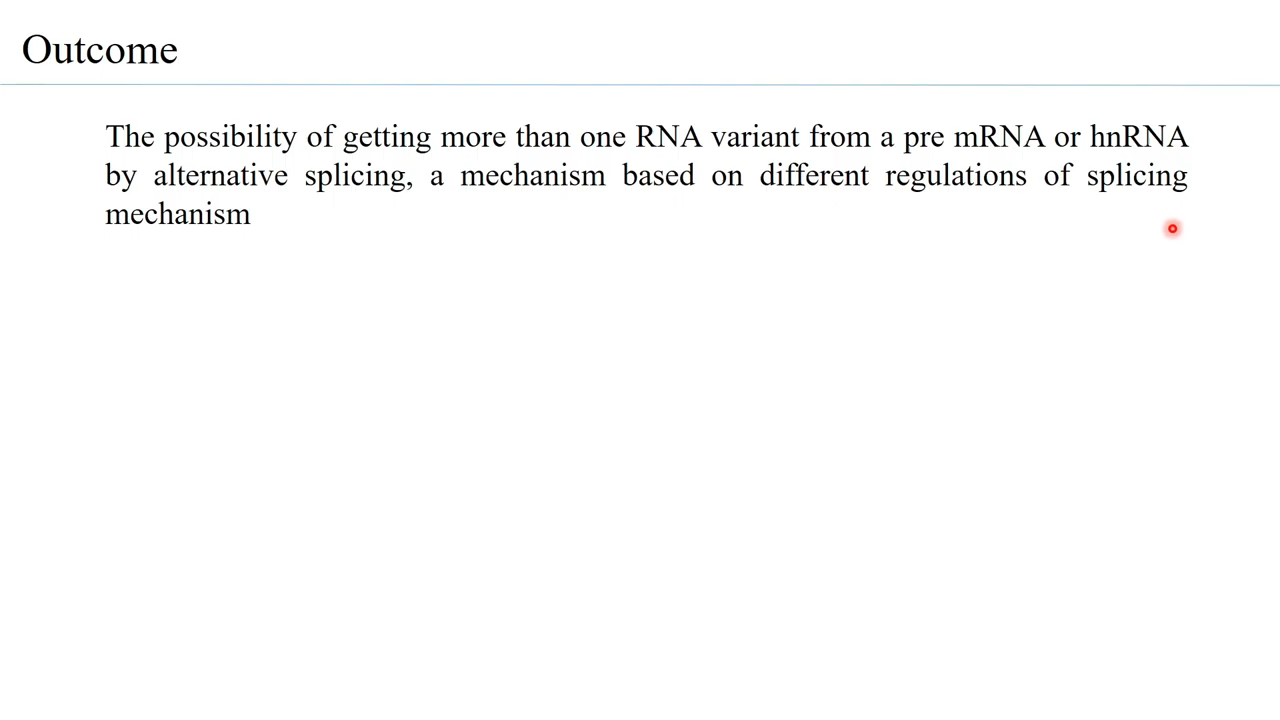 Outcome
The possibility of getting more than one RNA variant from a pre mRNA or hnRNA
by alternative splicing, a mechanism based on different regulations of splicing
mechanism